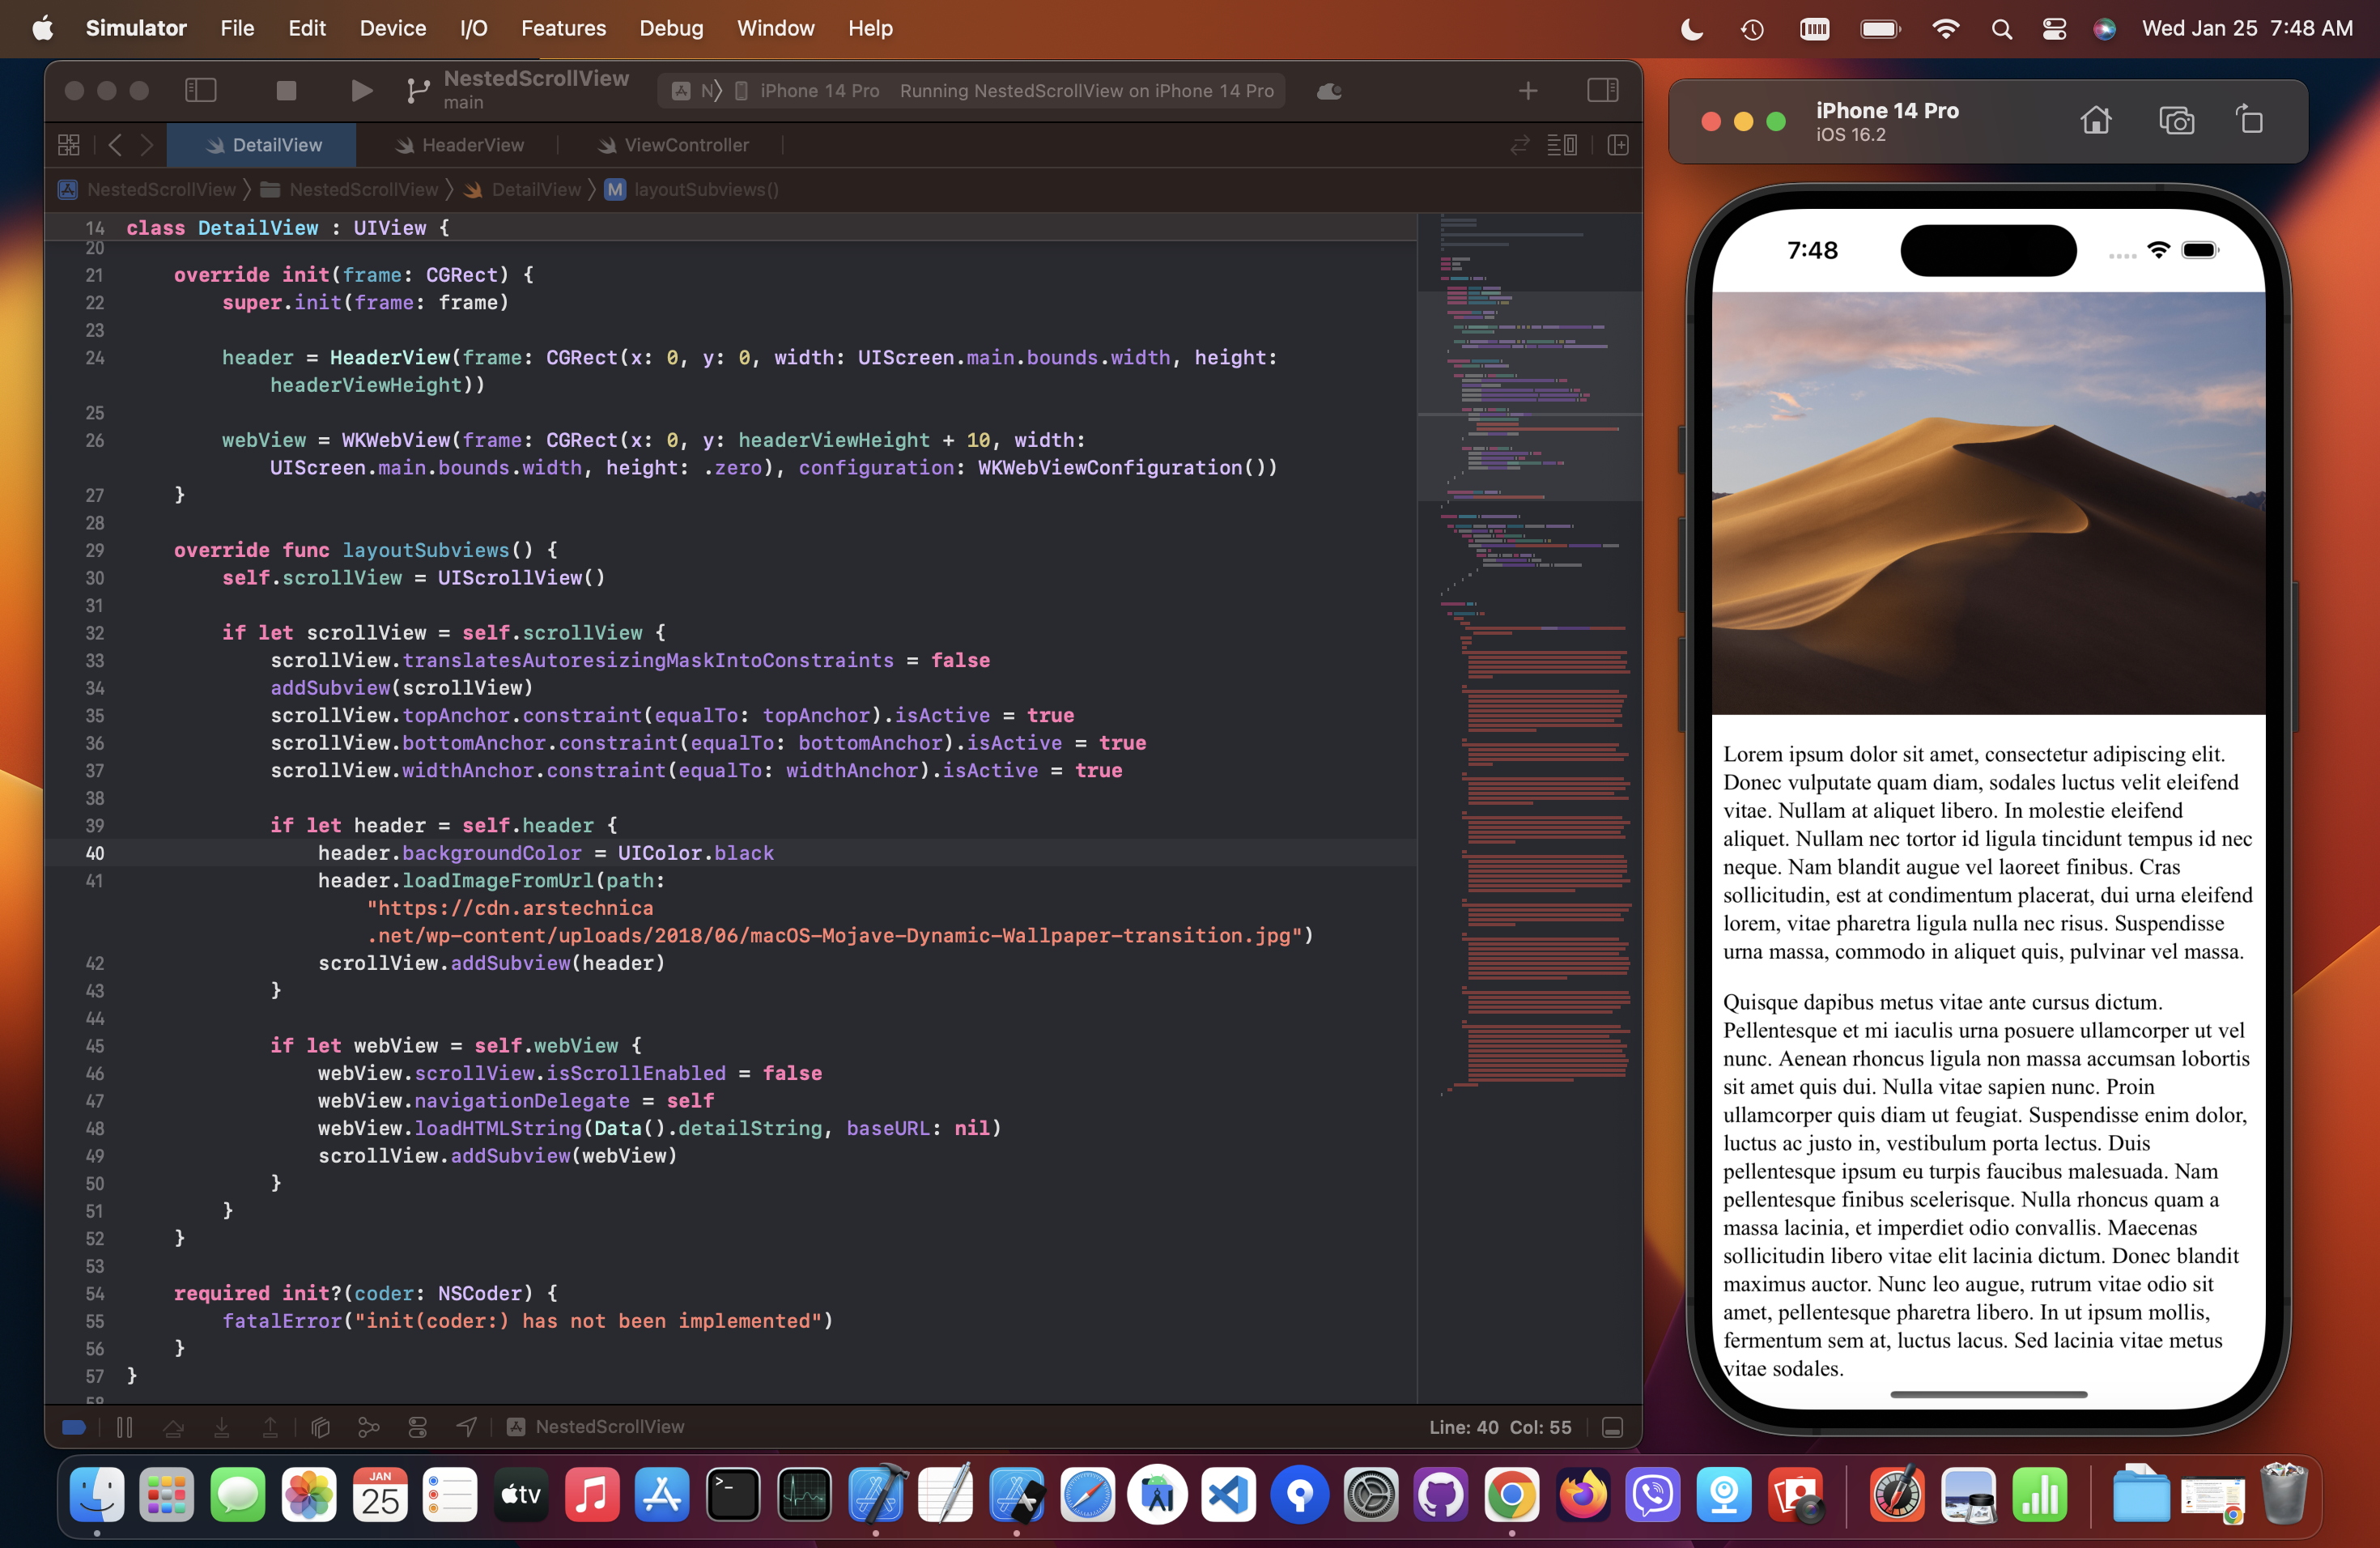 Simulator File Edit Device I/O Features Debug Window Help
Wed Jan 25 7:48 AM
NestedScrollView
main
N iPhone 14 Pro Running NestedScrollView on iPhone 14 Pro
DetailView HeaderView ViewController
NestedScrollView NestedScrollView DetailView M layoutSubviews()
14 class DetailView : UIView {
20
21 override init(frame: CGRect) {
22 super.init(frame: frame)
23
24 header = HeaderView(frame: CGRect(x: 0, y: 0, width: UIScreen.main.bounds.width, height:
headerViewHeight))
25
26 webView = WKWebView(frame: CGRect(x: 0, y: headerViewHeight + 10, width:
UIScreen.main.bounds.width, height: .zero), configuration: WKWebViewConfiguration())
27 }
28
29 override func layoutSubviews() {
30 self.scrollView = UIScrollView()
31
32 if let scrollView = self.scrollView {
33 scrollView.translatesAutoresizingMaskIntoConstraints = false
34 addSubview(scrollView)
35 scrollView.topAnchor.constraint(equalTo: topAnchor).isActive = true
36 scrollView.bottomAnchor.constraint(equalTo: bottomAnchor).isActive = true
37 scrollView.widthAnchor.constraint(equalTo: widthAnchor).isActive = true
38
39 if let header = self.header {
40 header.backgroundColor = UIColor.black
41 header.loadImageFromUrl(path:
"https://cdn.arstechnica
.net/wp-content/uploads/2018/06/macOS-Mojave-Dynamic-Wallpaper-transition.jpg")
42 scrollView.addSubview(header)
43 }
44
45 if let webView = self.webView {
46 webView.scrollView.isScrollEnabled = false
47 webView.navigationDelegate = self
48 webView.loadHTMLString(Data().detailString, baseURL: nil)
49 scrollView.addSubview(webView)
50 }
51 }
52 }
53
54 required init?(coder: NSCoder) {
55 fatalError("init(coder:) has not been implemented")
56 }
57 }
58
NestedScrollView
Line: 40 Col: 55
iPhone 14 Pro
iOS 16.2
7:48
Lorem ipsum dolor sit amet, consectetur adipiscing elit.
Donec vulputate quam diam, sodales luctus velit eleifend
vitae. Nullam at aliquet libero. In molestie eleifend
aliquet. Nullam nec tortor id ligula tincidunt tempus id nec
neque. Nam blandit augue vel laoreet finibus. Cras
sollicitudin, est at condimentum placerat, dui urna eleifend
lorem, vitae pharetra ligula nulla nec risus. Suspendisse
urna massa, commodo in aliquet quis, pulvinar vel massa.
Quisque dapibus metus vitae ante cursus dictum.
Pellentesque et mi iaculis urna posuere ullamcorper ut vel
nunc. Aenean rhoncus ligula non massa accumsan lobortis
sit amet quis dui. Nulla vitae sapien nunc. Proin
ullamcorper quis diam ut feugiat. Suspendisse enim dolor,
luctus ac justo in, vestibulum porta lectus. Duis
pellentesque ipsum eu turpis faucibus malesuada. Nam
pellentesque finibus scelerisque. Nulla rhoncus quam a
massa lacinia, et imperdiet odio convallis. Maecenas
sollicitudin libero vitae elit lacinia dictum. Donec blandit
maximus auctor. Nunc leo augue, rutrum vitae odio sit
amet, pellentesque pharetra libero. In ut ipsum mollis,
fermentum sem at, luctus lacus. Sed lacinia vitae metus
vitae sodales.
JAN
25
tv
>_